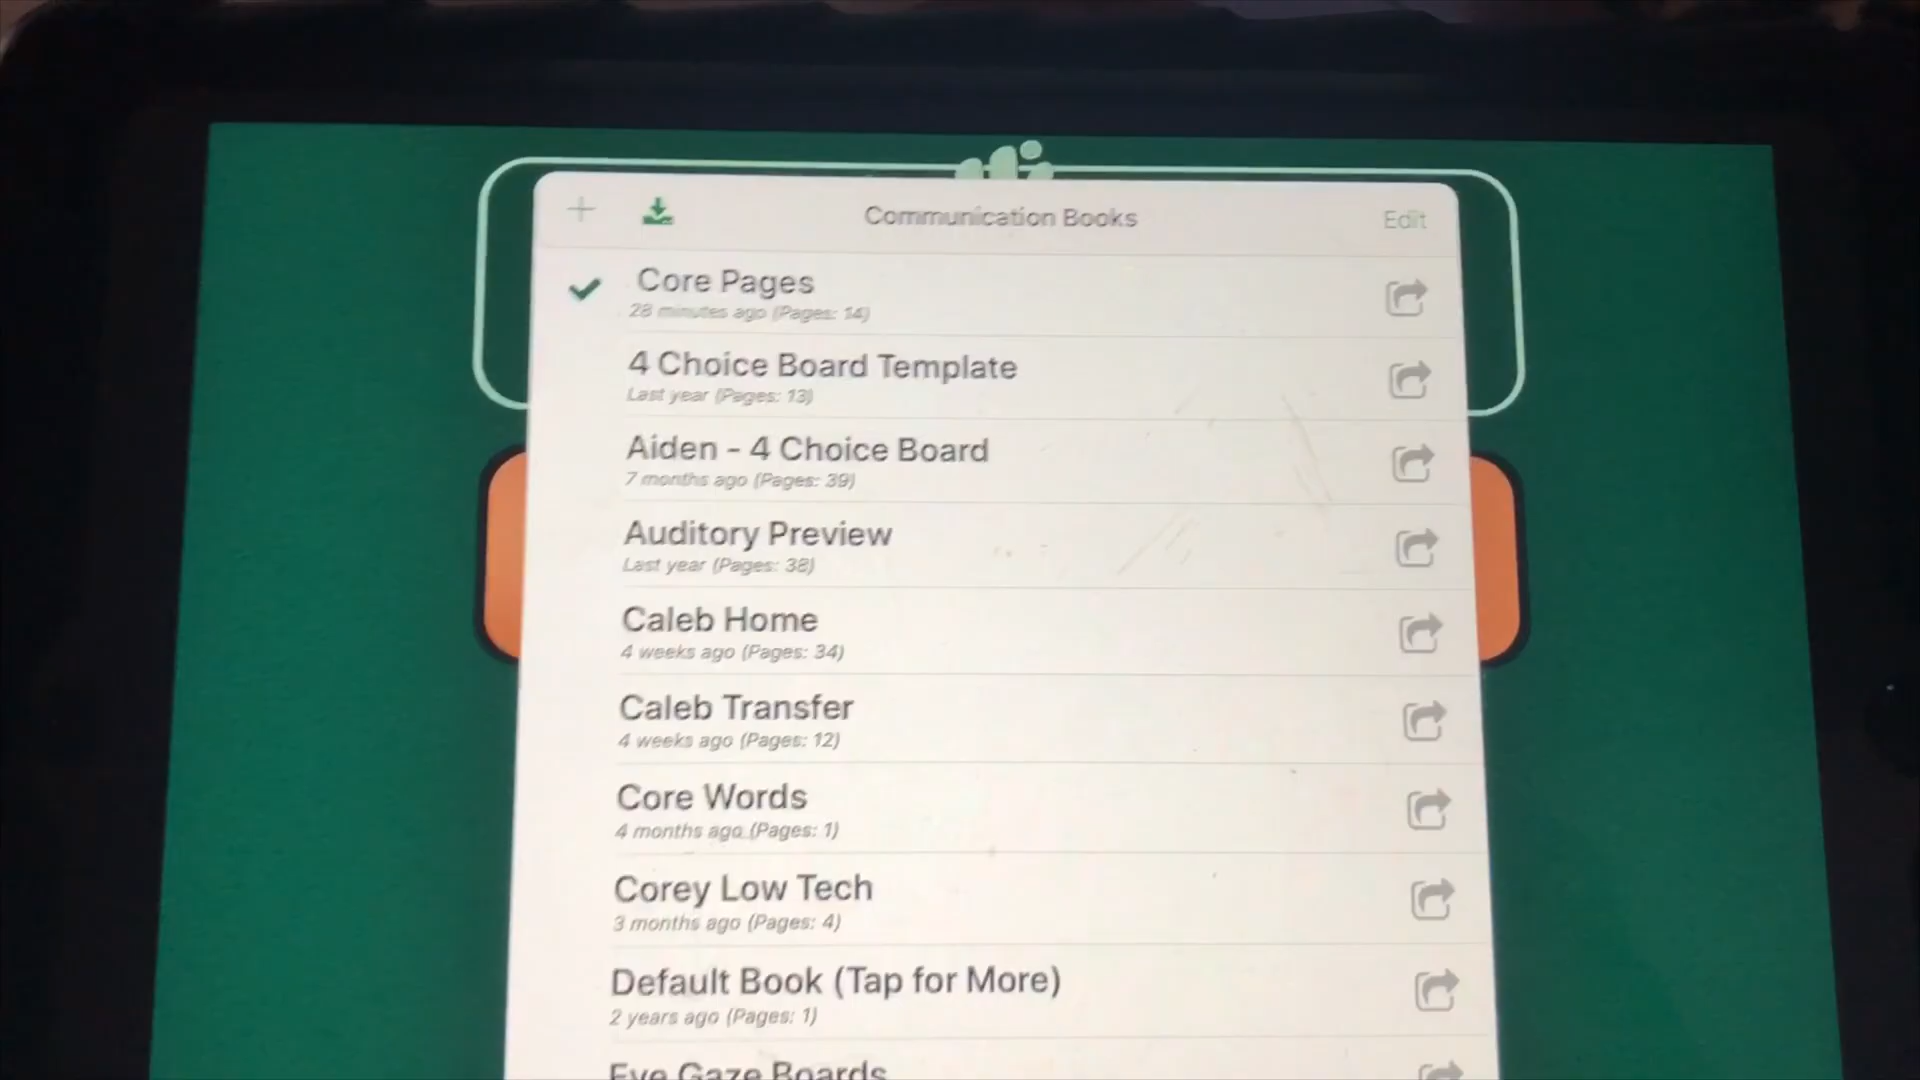 Communication Books
Edit
Core Pages
28 minutes ago (Pages: 14)
4 Choice Board Template
Last year (Pages: 13)
Aiden - 4 Choice Board
7 months ago (Pages: 39)
Auditory Preview
Last year (Pages: 38)
Caleb Home
4 weeks ago (Pages: 34)
Caleb Transfer
4 weeks ago (Pages: 12)
Core Words
4 months ago (Pages: 1)
Corey Low Tech
3 months ago (Pages: 4)
Default Book (Tap for More)
2 years ago (Pages: 1)
Eye Gaze Boards